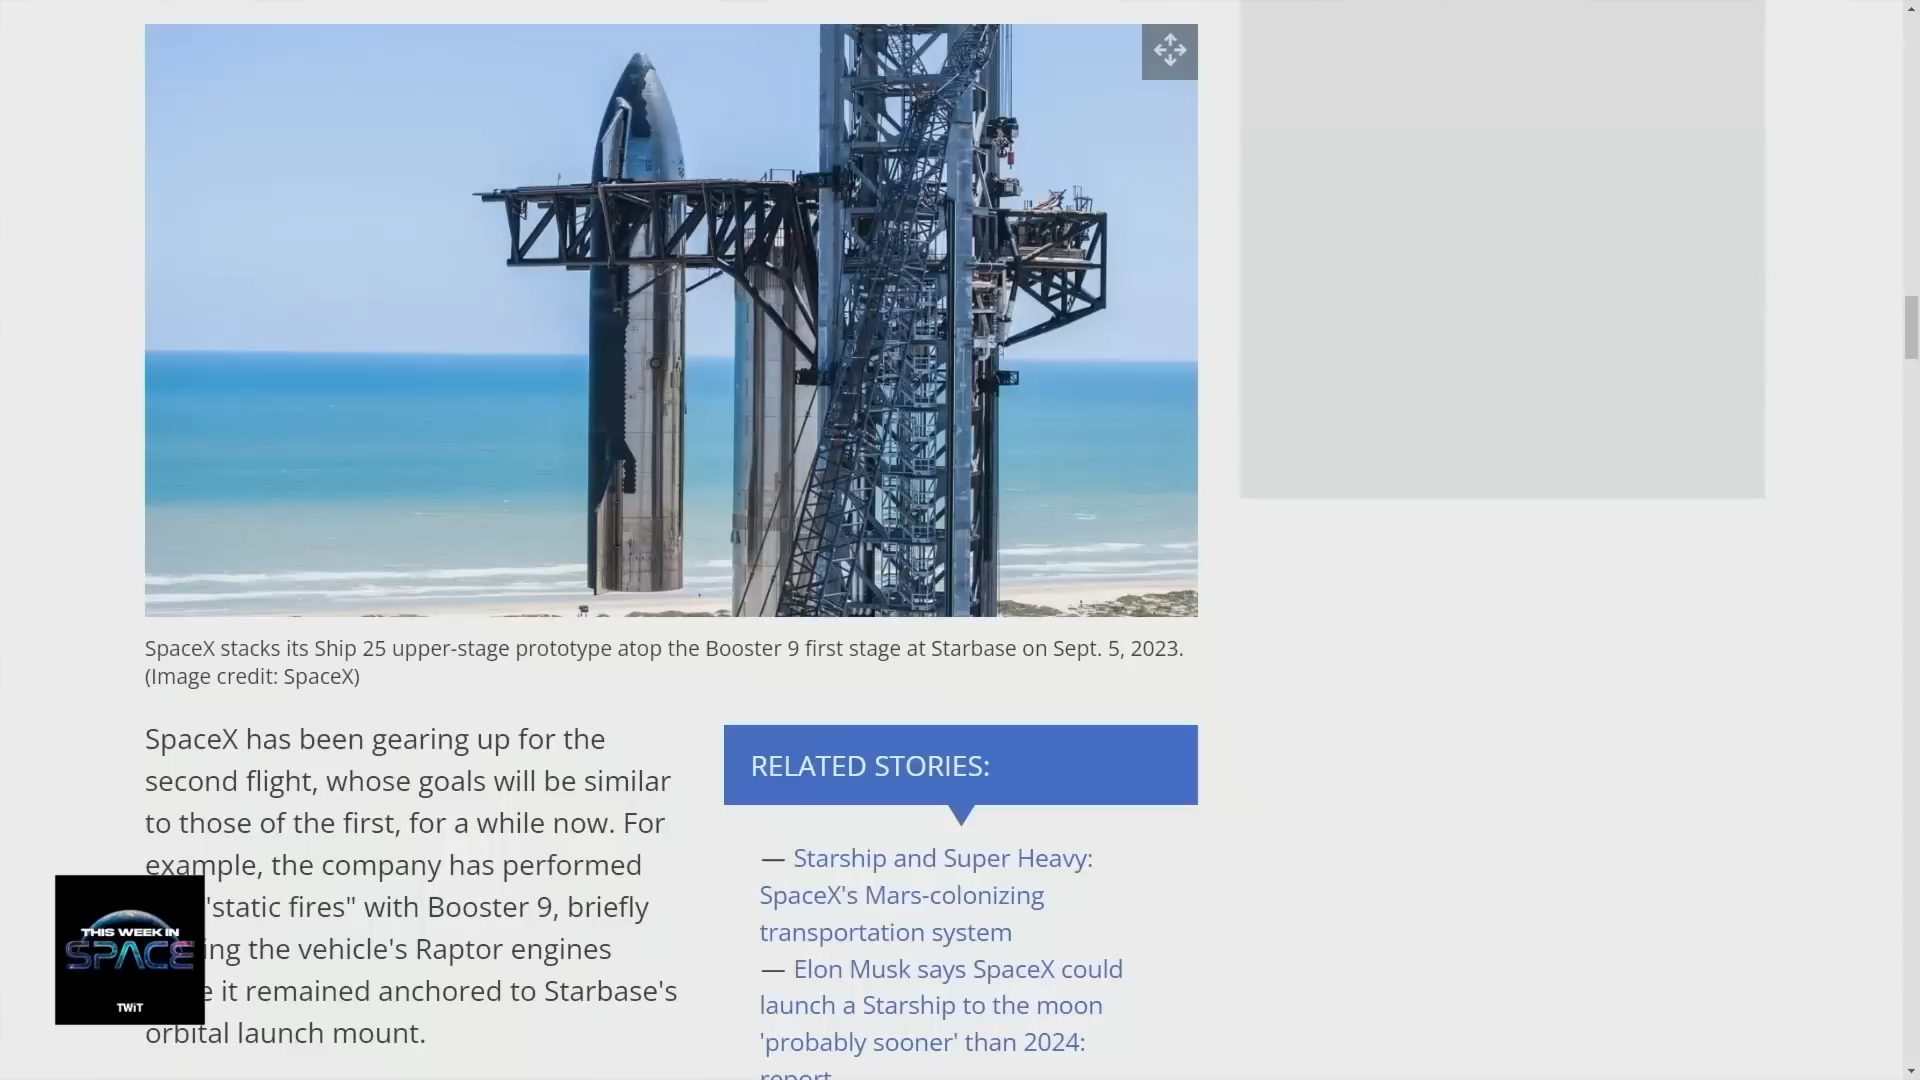 SpaceX stacks its Ship 25 upper-stage prototype atop the Booster 9 first stage at Starbase on Sept. 5, 2023.
(Image credit: SpaceX)
SpaceX has been gearing up for the
second flight, whose goals will be similar
to those of the first, for a while now. For
example, the company has performed
"static fires" with Booster 9, briefly
the vehicle's Raptor engines
it remained anchored to Starbase's
orbital launch mount.
RELATED STORIES:
— Starship and Super Heavy:
SpaceX's Mars-colonizing
transportation system
— Elon Musk says SpaceX could
launch a Starship to the moon
'probably sooner' than 2024:
report
THIS WEEK IN
SPACE
TWiT